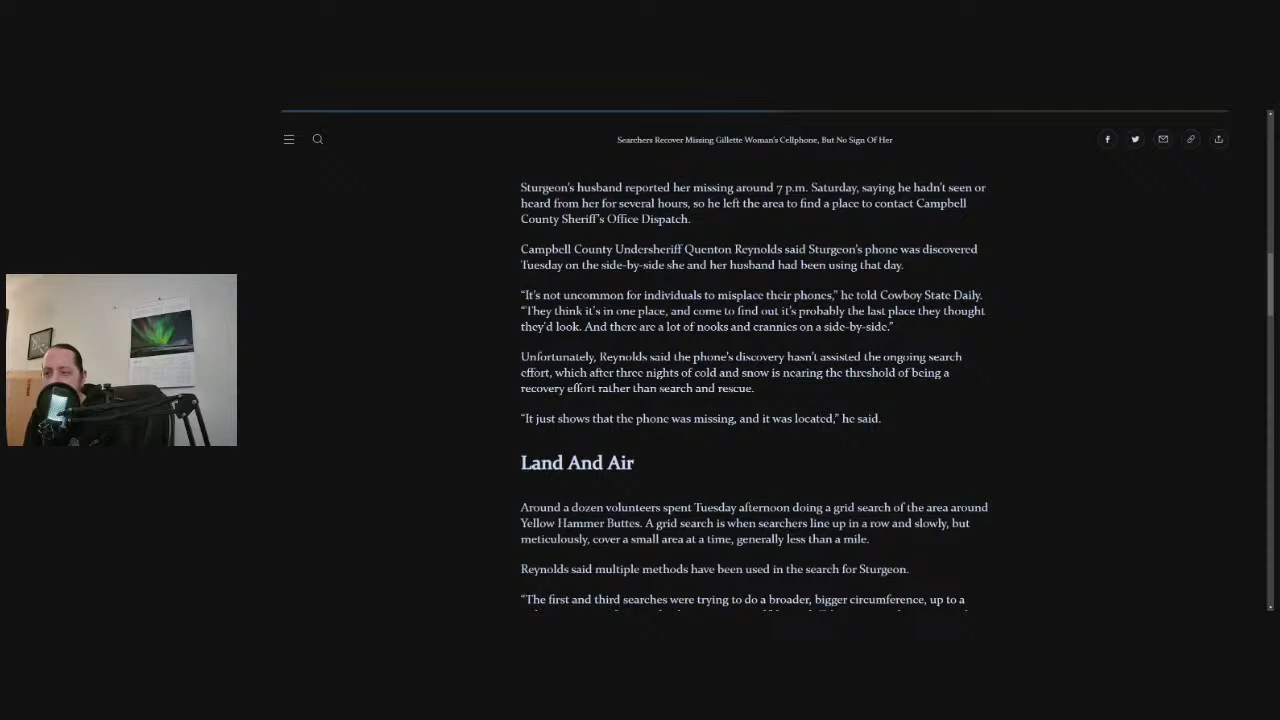 Searchers Recover Missing Gillette Woman's Cellphone, But No Sign Of Her
Sturgeon's husband reported her missing around 7 p.m. Saturday, saying he hadn't seen or
heard from her for several hours, so he left the area to find a place to contact Campbell
County Sheriff's Office Dispatch.
Campbell County Undersheriff Quenton Reynolds said Sturgeon's phone was discovered
Tuesday on the side-by-side she and her husband had been using that day.
“It's not uncommon for individuals to misplace their phones,” he told Cowboy State Daily.
“They think it's in one place, and come to find out it's probably the last place they thought
they'd look. And there are a lot of nooks and crannies on a side-by-side.”
Unfortunately, Reynolds said the phone's discovery hasn't assisted the ongoing search
effort, which after three nights of cold and snow is nearing the threshold of being a
recovery effort rather than search and rescue.
“It just shows that the phone was missing, and it was located,” he said.
Land And Air
Around a dozen volunteers spent Tuesday afternoon doing a grid search of the area around
Yellow Hammer Buttes. A grid search is when searchers line up in a row and slowly, but
meticulously, cover a small area at a time, generally less than a mile.
Reynolds said multiple methods have been used in the search for Sturgeon.
“The first and third searches were trying to do a broader, bigger circumference, up to a